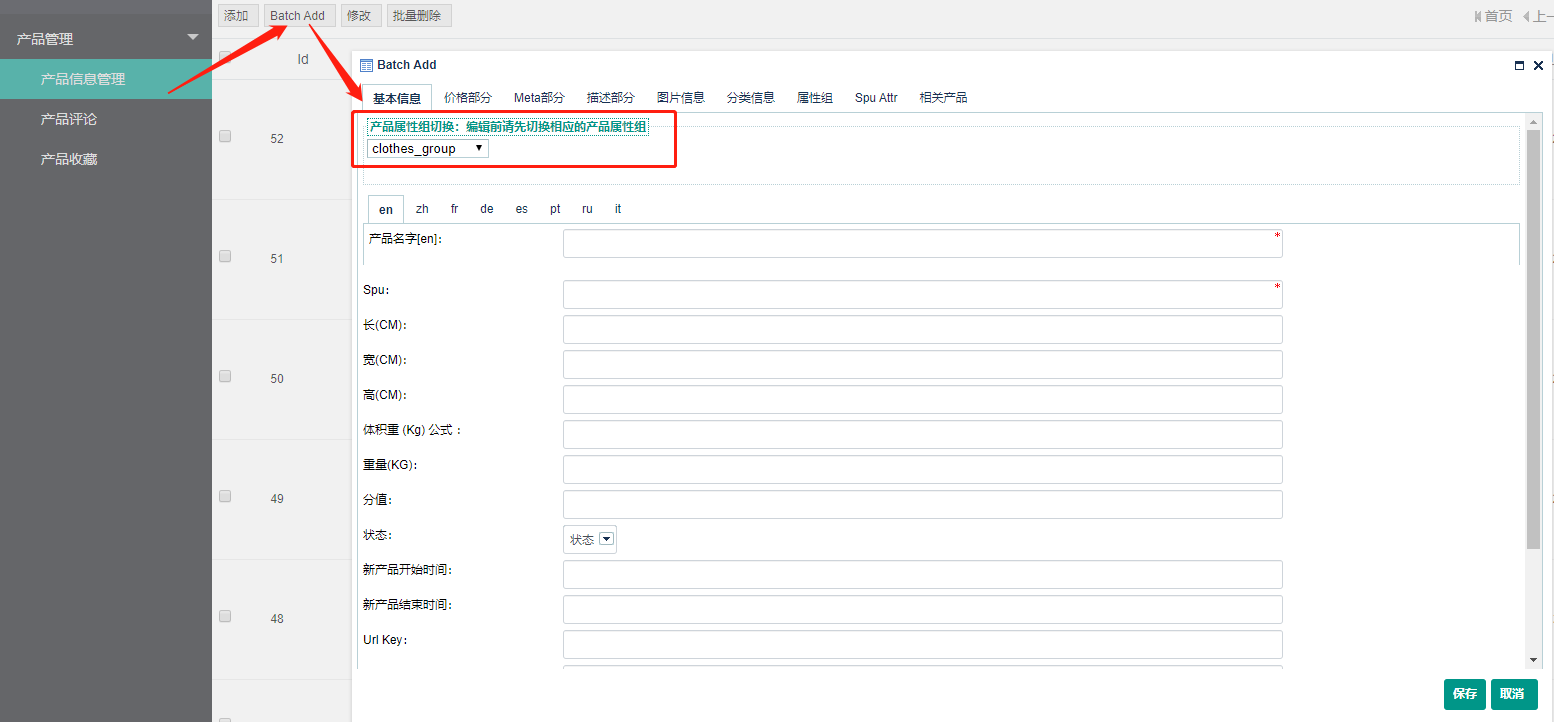 产品管理
产品信息管理
产品评论
产品收藏
添加 Batch Add 修改 批量删除
首页 上一
Id
52
51
50
49
48
Batch Add
基本信息 价格部分 Meta部分 描述部分 图片信息 分类信息 属性组 Spu Attr 相关产品
产品属性组切换：编辑前请先切换相应的产品属性组
clothes_group
en zh fr de es pt ru it
产品名字[en]： *
Spu： *
长(CM)：
宽(CM)：
高(CM)：
体积重 (Kg) 公式 ：
重量(KG)：
分值：
状态： 状态
新产品开始时间：
新产品结束时间：
Url Key：
保存 取消